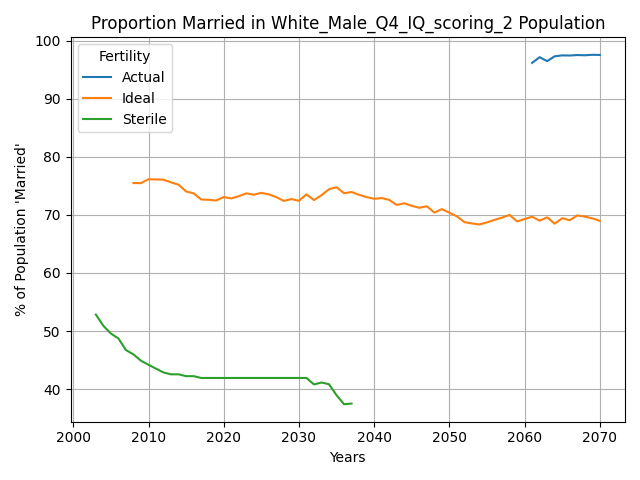 Proportion Married in White_Male_Q4_IQ_scoring_2 Population
% of Population 'Married'
100
90
80
70
60
50
40
Fertility
Actual
Ideal
Sterile
2000 2010 2020 2030 2040 2050 2060 2070
Years